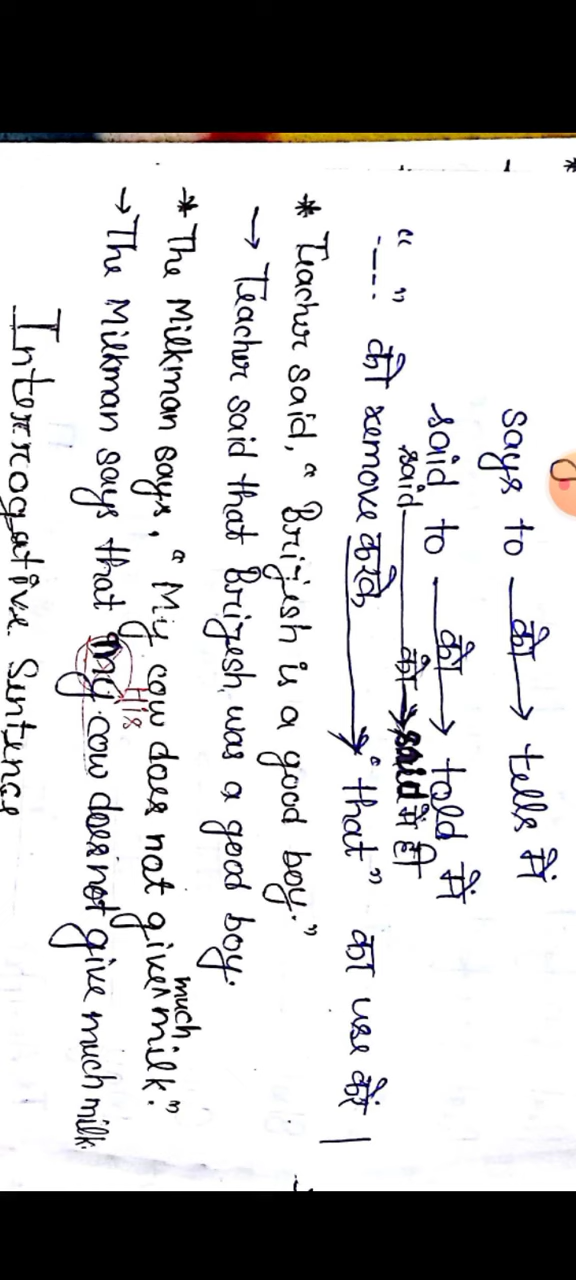 says to को tells में
said to को told में
said को said में ही
"-----" को remove करके, "that" का use करें।
* Teacher said, "Brijesh is a good boy."
→ Teacher said that Brijesh was a good boy.
* The Milkman says, "My cow does not give much milk."
→ The Milkman says that my His cow does not give much milk.
Interrogative Sentence